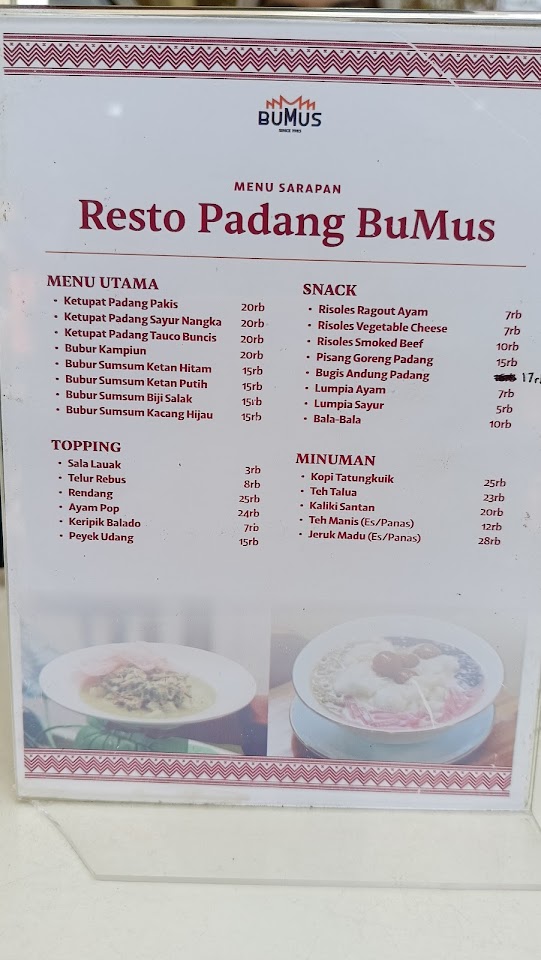 BUMUS
SINCE 1983
MENU SARAPAN
Resto Padang BuMus
MENU UTAMA
• Ketupat Padang Pakis 20rb
• Ketupat Padang Sayur Nangka 20rb
• Ketupat Padang Tauco Buncis 20rb
• Bubur Kampiun 20rb
• Bubur Sumsum Ketan Hitam 15rb
• Bubur Sumsum Ketan Putih 15rb
• Bubur Sumsum Biji Salak 15rb
• Bubur Sumsum Kacang Hijau 15rb
TOPPING
• Sala Lauak 3rb
• Telur Rebus 8rb
• Rendang 25rb
• Ayam Pop 24rb
• Keripik Balado 7rb
• Peyek Udang 15rb
SNACK
• Risoles Ragout Ayam 7rb
• Risoles Vegetable Cheese 7rb
• Risoles Smoked Beef 10rb
• Pisang Goreng Padang 15rb
• Bugis Andung Padang 17r
• Lumpia Ayam 7rb
• Lumpia Sayur 5rb
• Bala-Bala 10rb
MINUMAN
• Kopi Tatungkuik 25rb
• Teh Talua 23rb
• Kaliki Santan 20rb
• Teh Manis (Es/Panas) 12rb
• Jeruk Madu (Es/Panas) 28rb